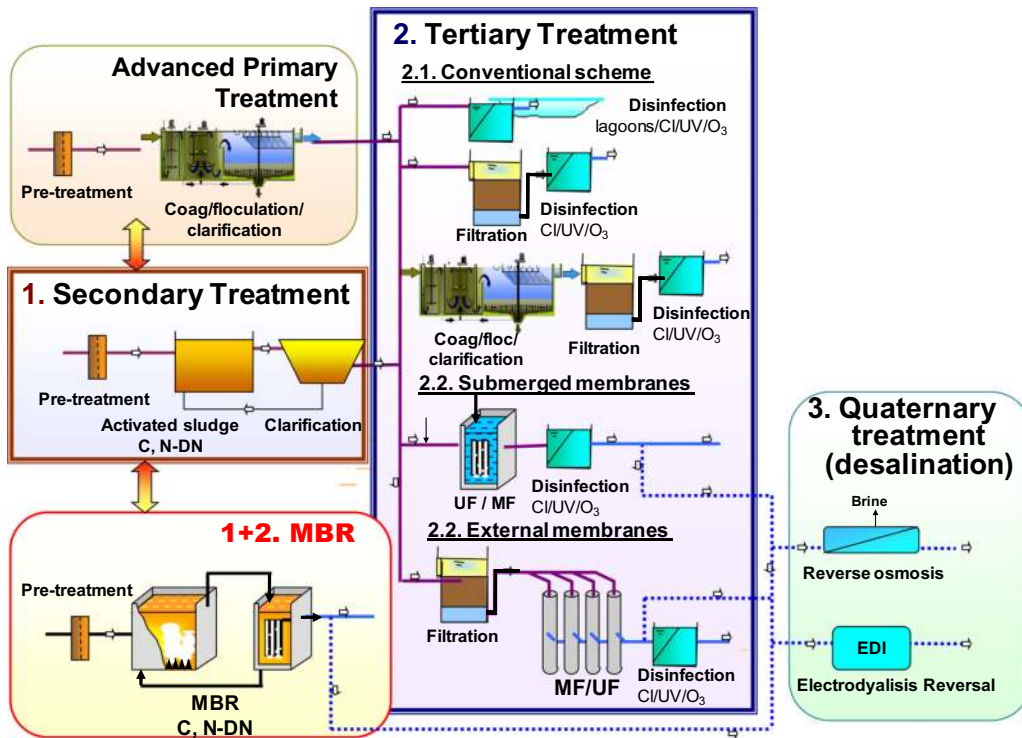 Advanced Primary
Treatment
Pre-treatment
Coag/floculation/
clarification
1. Secondary Treatment
Pre-treatment
Activated sludge
C, N-DN
Clarification
1+2. MBR
Pre-treatment
MBR
C, N-DN
2. Tertiary Treatment
2.1. Conventional scheme
Disinfection
lagoons/Cl/UV/O3
Filtration
Disinfection
Cl/UV/O3
Coag/floc/
clarification
Filtration
Disinfection
Cl/UV/O3
2.2. Submerged membranes
UF / MF
Disinfection
Cl/UV/O3
2.2. External membranes
Filtration
MF/UF
Disinfection
Cl/UV/O3
3. Quaternary
treatment
(desalination)
Brine
Reverse osmosis
EDI
Electrodyalisis Reversal